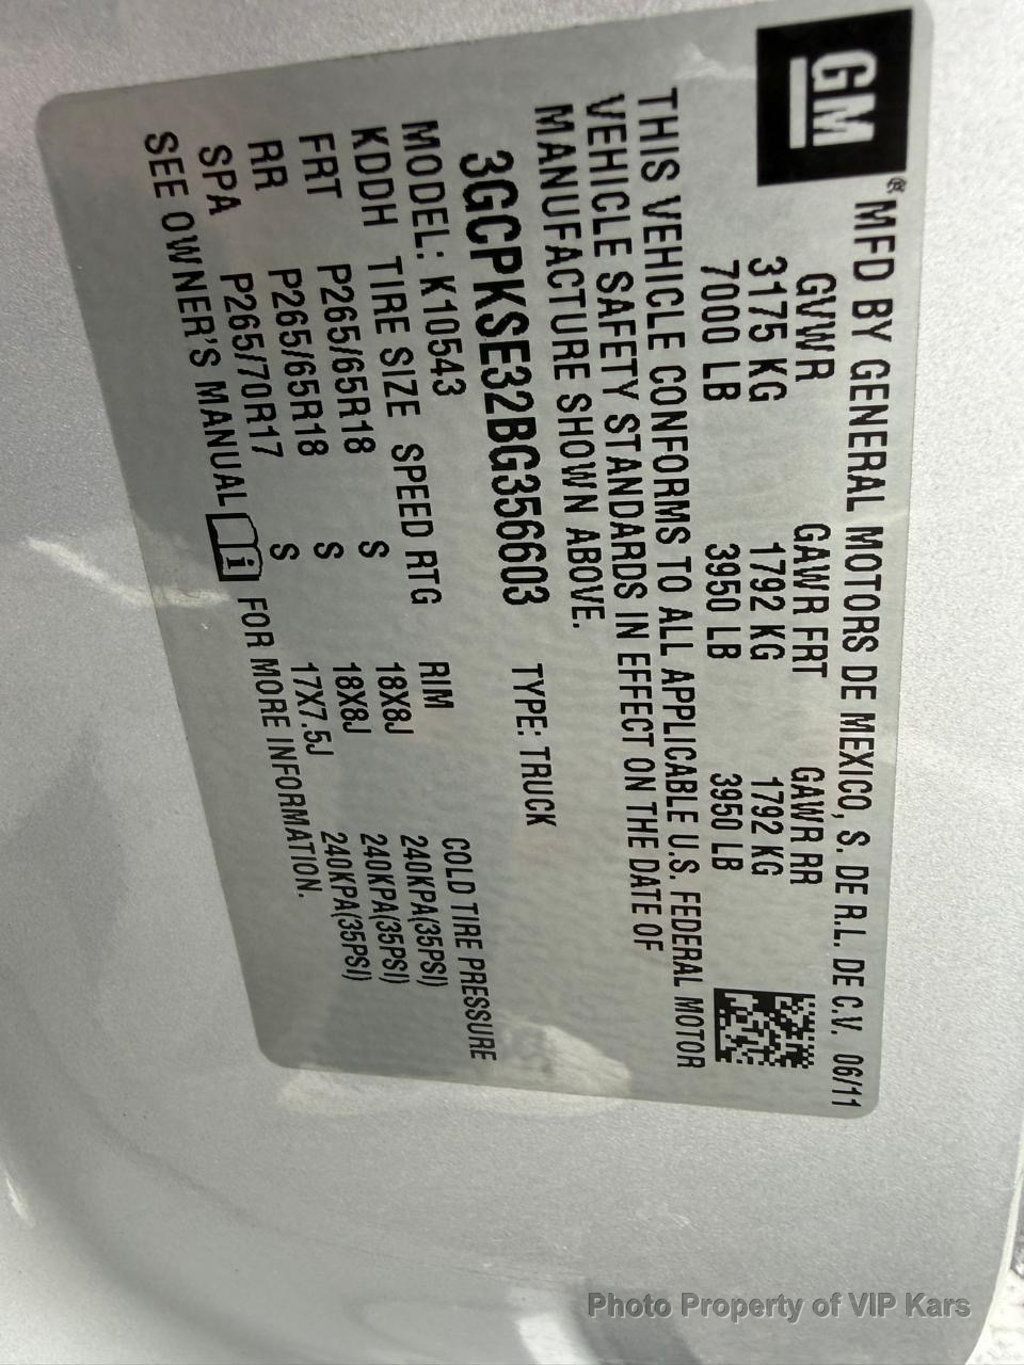 GM®
MFD BY GENERAL MOTORS DE MEXICO, S. DE R.L. DE C.V. 06/11
GVWR GAWR FRT GAWR RR
3175 KG 1792 KG 1792 KG
7000 LB 3950 LB 3950 LB
THIS VEHICLE CONFORMS TO ALL APPLICABLE U.S. FEDERAL MOTOR
VEHICLE SAFETY STANDARDS IN EFFECT ON THE DATE OF
MANUFACTURE SHOWN ABOVE.
3GCPKSE32BG356603 TYPE: TRUCK
MODEL: K10543
KDDH TIRE SIZE SPEED RTG RIM COLD TIRE PRESSURE
FRT P265/65R18 S 18X8J 240KPA(35PSI)
RR P265/65R18 S 18X8J 240KPA(35PSI)
SPA P265/70R17 S 17X7.5J 240KPA(35PSI)
SEE OWNER'S MANUAL i FOR MORE INFORMATION.
Photo Property of VIP Kars